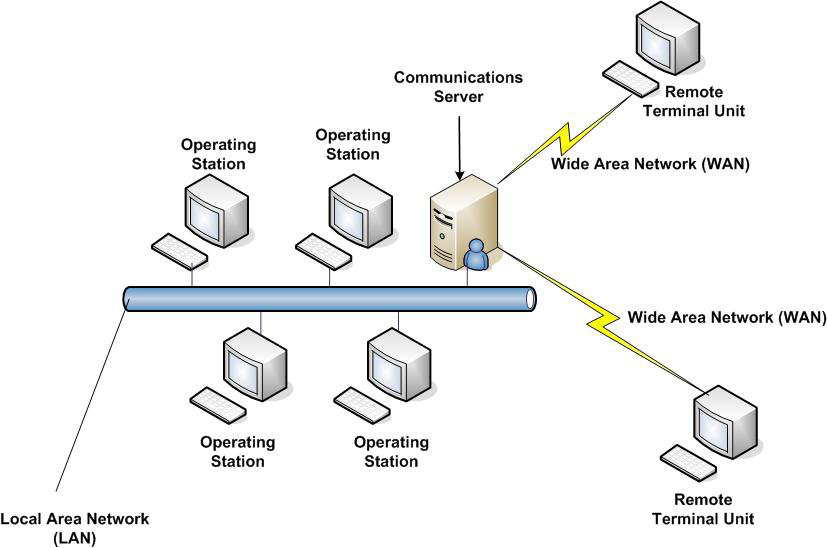 Communications
Server
Remote
Terminal Unit
Operating
Station
Operating
Station
Wide Area Network (WAN)
Wide Area Network (WAN)
Operating
Station
Operating
Station
Remote
Terminal Unit
Local Area Network
(LAN)